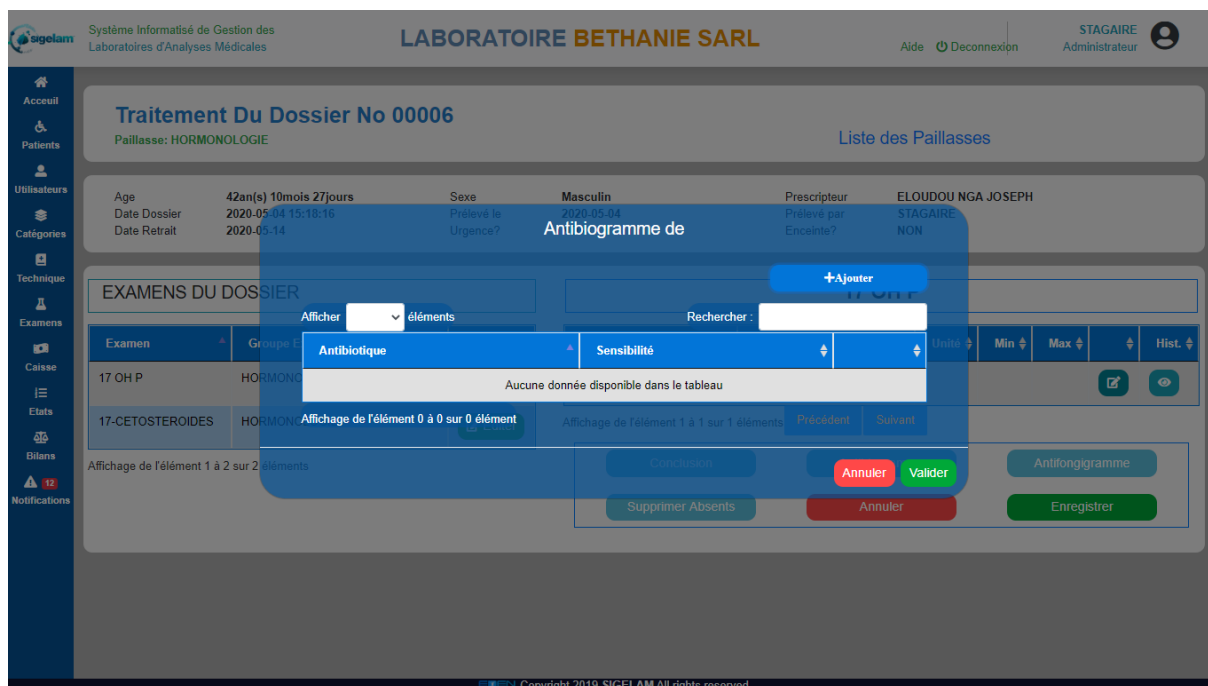 sigelam
Système Informatisé de Gestion des
Laboratoires d'Analyses Médicales
LABORATOIRE BETHANIE SARL
Aide Deconnexion
STAGAIRE
Administrateur
Acceuil
Patients
Utilisateurs
Catégories
Technique
Examens
Caisse
Etats
Bilans
12
Notifications
Traitement Du Dossier No 00006
Paillasse: HORMONOLOGIE
Liste des Paillasses
Age 42an(s) 10mois 27jours Sexe Masculin Prescripteur ELOUDOU NGA JOSEPH
Date Dossier 2020-05-04 15:18:16 Prélevé le 2020-05-04 Prélevé par STAGAIRE
Date Retrait 2020-05-14 Urgence? Enceinte? NON
Antibiogramme de
Ajouter
EXAMENS DU DOSSIER
17 OH P
Afficher éléments Rechercher :
Examen Groupe E
Antibiotique Sensibilité
Unité Min Max Hist.
Aucune donnée disponible dans le tableau
17 OH P HORMONO
17-CETOSTEROIDES HORMONO
Affichage de l'élément 0 à 0 sur 0 élément
Affichage de l'élément 1 à 1 sur 1 éléments Précédent Suivant
Affichage de l'élément 1 à 2 sur 2 éléments
Conclusion Antifongigramme
Annuler Valider
Supprimer Absents Annuler Enregistrer
Copyright 2019 SIGELAM All rights reserved